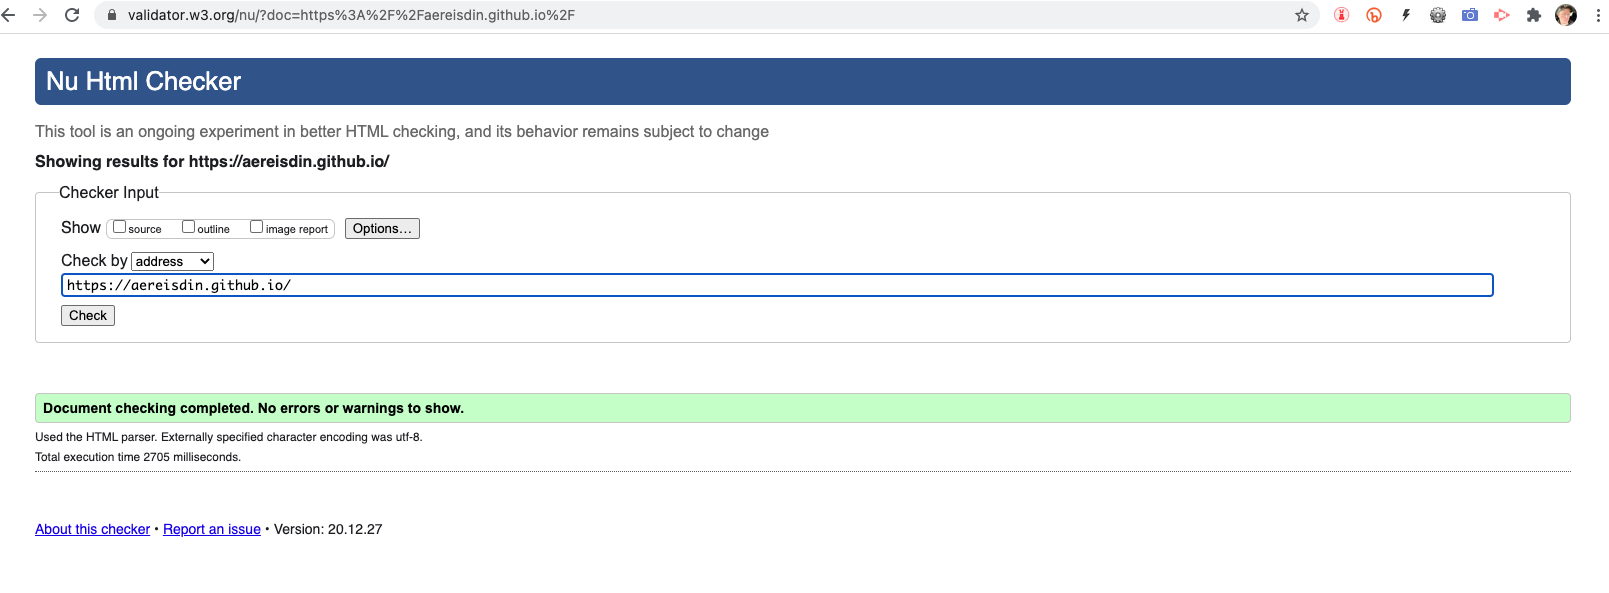 validator.w3.org/nu/?doc=https%3A%2F%2Faereisdin.github.io%2F
Nu Html Checker
This tool is an ongoing experiment in better HTML checking, and its behavior remains subject to change
Showing results for https://aereisdin.github.io/
Checker Input
Show source outline image report Options...
Check by address
https://aereisdin.github.io/
Check
Document checking completed. No errors or warnings to show.
Used the HTML parser. Externally specified character encoding was utf-8.
Total execution time 2705 milliseconds.
About this checker • Report an issue • Version: 20.12.27